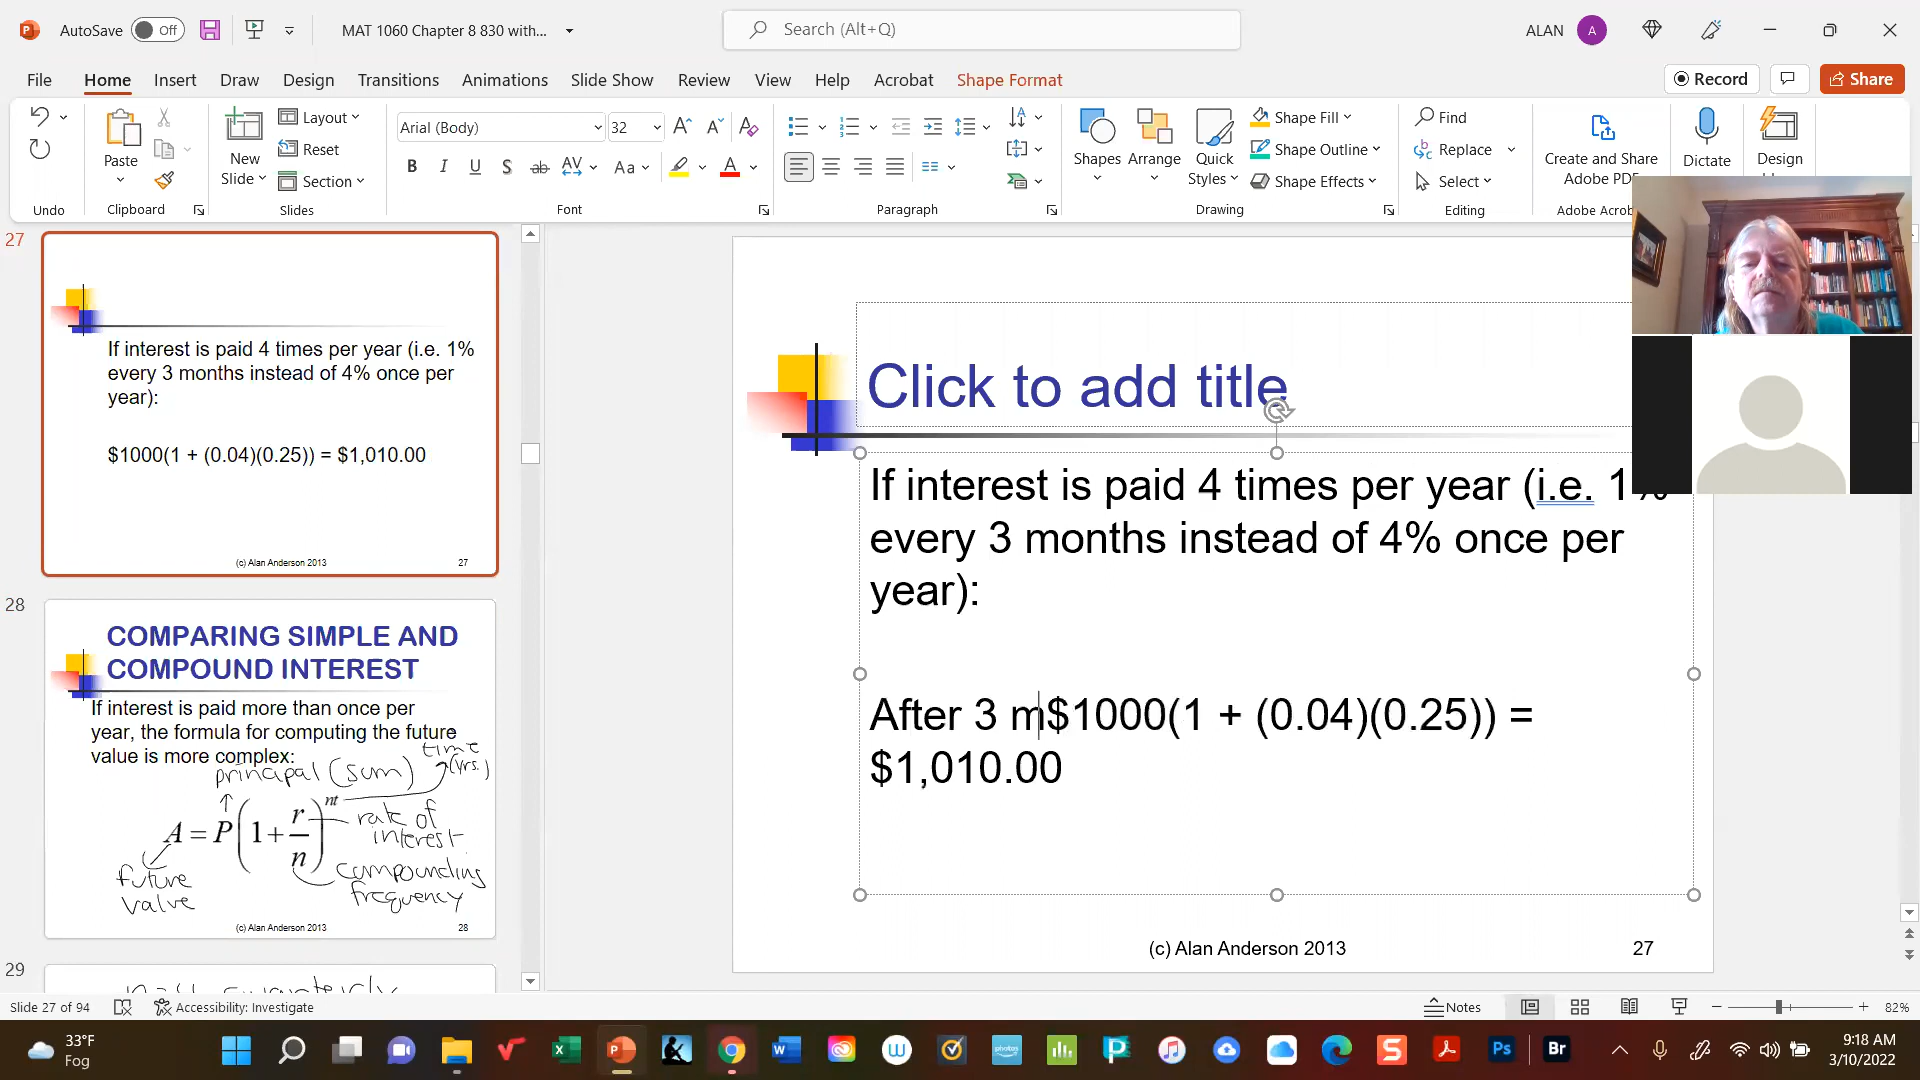 AutoSave
Off
MAT 1060 Chapter 8 830 with...
Search (Alt+Q)
ALAN
A
File
Home
Insert
Draw
Design
Transitions
Animations
Slide Show
Review
View
Help
Acrobat
Shape Format
Record
Share
Undo
Paste
Clipboard
New
Slide
Layout
Reset
Section
Slides
Arial (Body)
32
B
I
U
S
ab
AV
Aa
A
Font
Paragraph
Shapes
Arrange
Quick
Styles
Shape Fill
Shape Outline
Shape Effects
Drawing
Find
Replace
Select
Editing
Create and Share
Adobe PDF
Adobe Acrob
Dictate
Design
27
If interest is paid 4 times per year (i.e. 1%
every 3 months instead of 4% once per
year):
$1000(1 + (0.04)(0.25)) = $1,010.00
(c) Alan Anderson 2013
27
28
COMPARING SIMPLE AND
COMPOUND INTEREST
If interest is paid more than once per
year, the formula for computing the future
value is more complex:
principal (sum)
time
(yrs.)
A = P(1 + r/n)^nt
rate of
interest
compounding
frequency
future
value
(c) Alan Anderson 2013
28
29
Click to add title
If interest is paid 4 times per year (i.e. 1%
every 3 months instead of 4% once per
year):
After 3 m$1000(1 + (0.04)(0.25)) =
$1,010.00
(c) Alan Anderson 2013
27
Slide 27 of 94
Accessibility: Investigate
Notes
82%
33°F
Fog
9:18 AM
3/10/2022